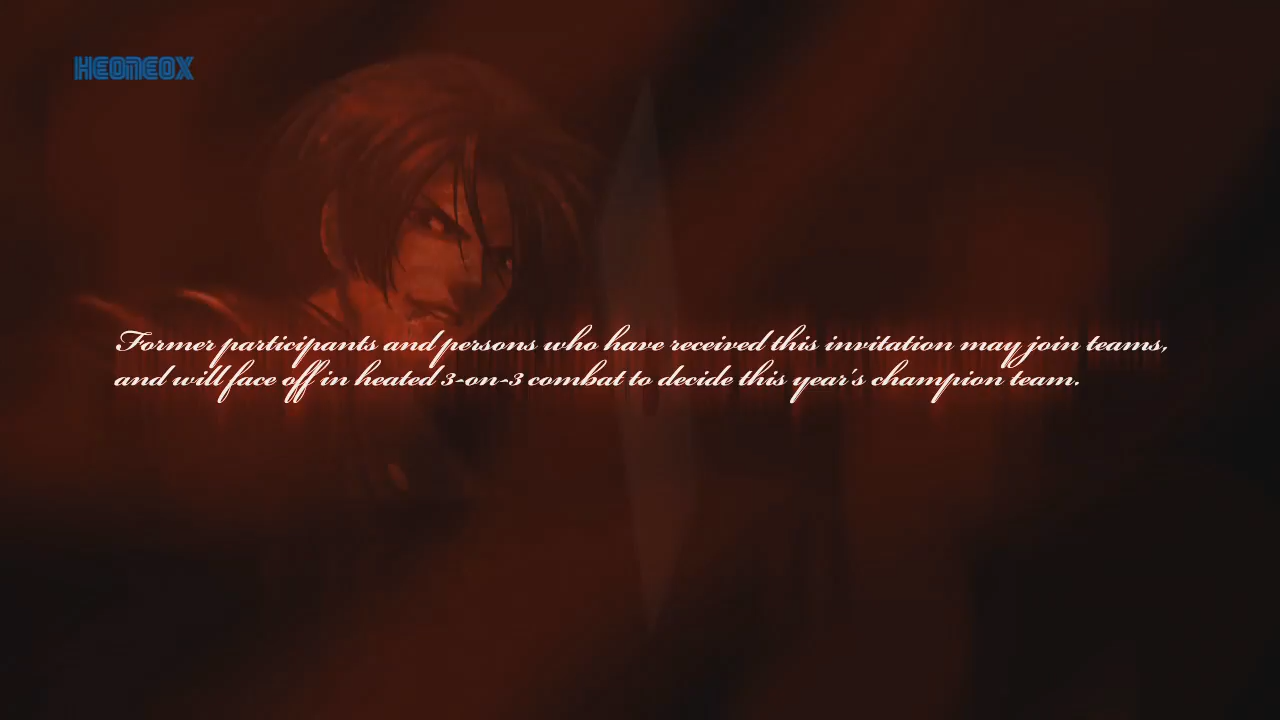 HEONEOX
Former participants and persons who have received this invitation may join teams,
and will face off in heated 3-on-3 combat to decide this year's champion team.